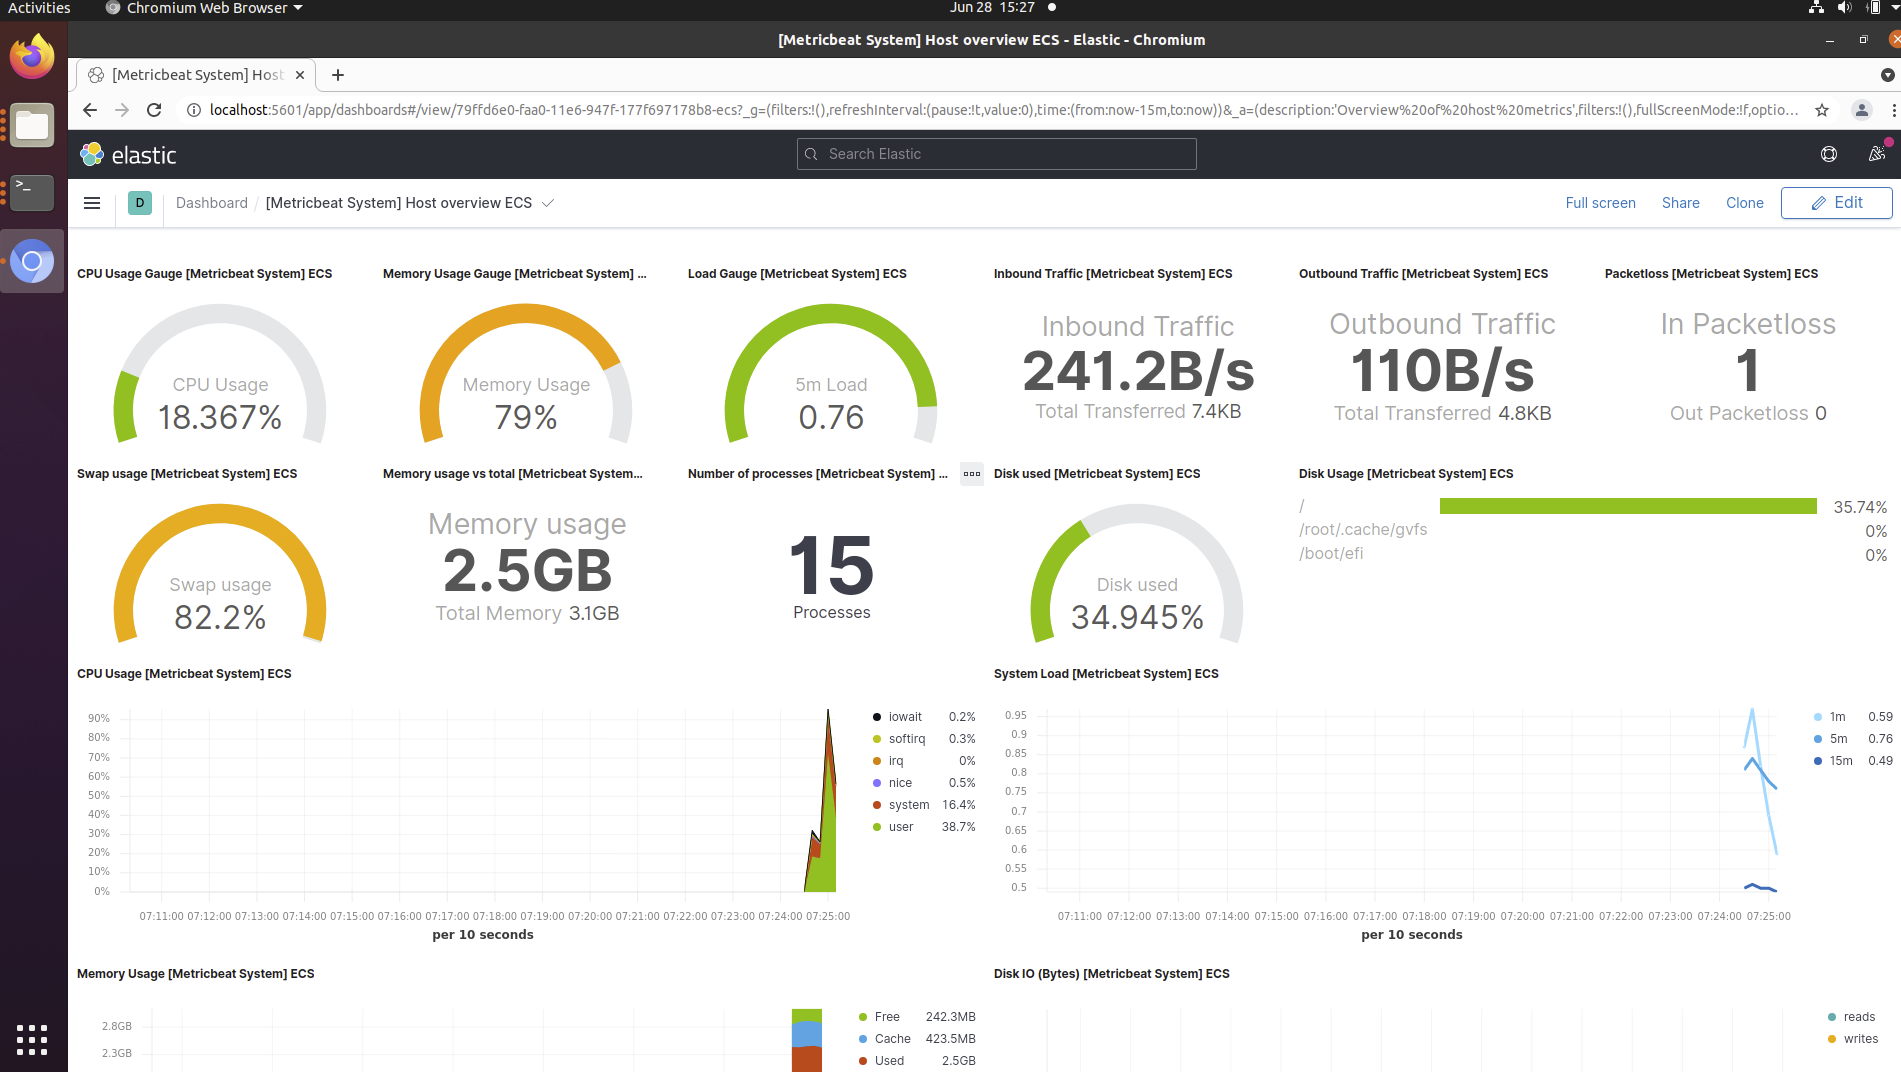 Activities Chromium Web Browser Jun 28 15:27
[Metricbeat System] Host overview ECS - Elastic - Chromium
[Metricbeat System] Host
localhost:5601/app/dashboards#/view/79ffd6e0-faa0-11e6-947f-177f697178b8-ecs?_g=(filters:!(),refreshInterval:(pause:!t,value:0),time:(from:now-15m,to:now))&_a=(description:'Overview%20of%20host%20metrics',filters:!(),fullScreenMode:!f,optio...
elastic Search Elastic
D Dashboard / [Metricbeat System] Host overview ECS Full screen Share Clone Edit
CPU Usage Gauge [Metricbeat System] ECS
CPU Usage
18.367%
Memory Usage Gauge [Metricbeat System] ...
Memory Usage
79%
Load Gauge [Metricbeat System] ECS
5m Load
0.76
Inbound Traffic [Metricbeat System] ECS
Inbound Traffic
241.2B/s
Total Transferred 7.4KB
Outbound Traffic [Metricbeat System] ECS
Outbound Traffic
110B/s
Total Transferred 4.8KB
Packetloss [Metricbeat System] ECS
In Packetloss
1
Out Packetloss 0
Swap usage [Metricbeat System] ECS
Swap usage
82.2%
Memory usage vs total [Metricbeat System...
Memory usage
2.5GB
Total Memory 3.1GB
Number of processes [Metricbeat System] ...
15
Processes
Disk used [Metricbeat System] ECS
Disk used
34.945%
Disk Usage [Metricbeat System] ECS
/ 35.74%
/root/.cache/gvfs 0%
/boot/efi 0%
CPU Usage [Metricbeat System] ECS
90%
80%
70%
60%
50%
40%
30%
20%
10%
0%
07:11:00 07:12:00 07:13:00 07:14:00 07:15:00 07:16:00 07:17:00 07:18:00 07:19:00 07:20:00 07:21:00 07:22:00 07:23:00 07:24:00 07:25:00
per 10 seconds
iowait 0.2%
softirq 0.3%
irq 0%
nice 0.5%
system 16.4%
user 38.7%
System Load [Metricbeat System] ECS
0.95
0.9
0.85
0.8
0.75
0.7
0.65
0.6
0.55
0.5
07:11:00 07:12:00 07:13:00 07:14:00 07:15:00 07:16:00 07:17:00 07:18:00 07:19:00 07:20:00 07:21:00 07:22:00 07:23:00 07:24:00 07:25:00
per 10 seconds
1m 0.59
5m 0.76
15m 0.49
Memory Usage [Metricbeat System] ECS
2.8GB
2.3GB
Free 242.3MB
Cache 423.5MB
Used 2.5GB
Disk IO (Bytes) [Metricbeat System] ECS
reads
writes